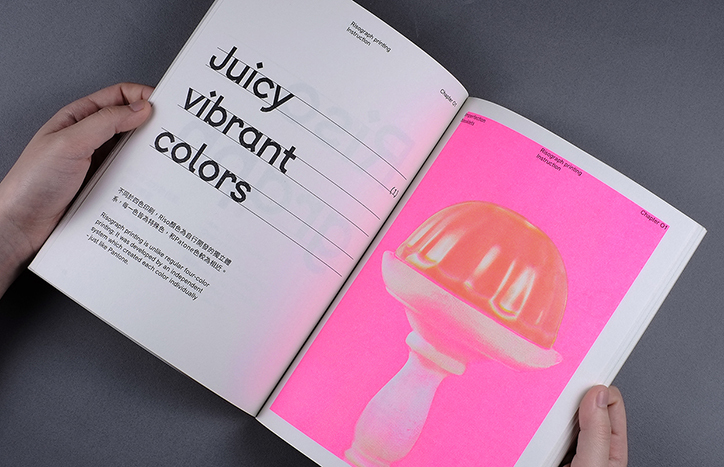 Risograph printing
Instruction
Chapter 01
Juicy
vibrant
colors
(1)
不同於四色印刷，Riso顏色為自行開發的獨立體
系，每一色皆為特殊色，和Patone色較為相近。
Risograph printing is unlike regular four-color
printing; it was developed by an independent
system which created each color individually
- just like Pantone.
Risograph printing
Instruction
Chapter 01